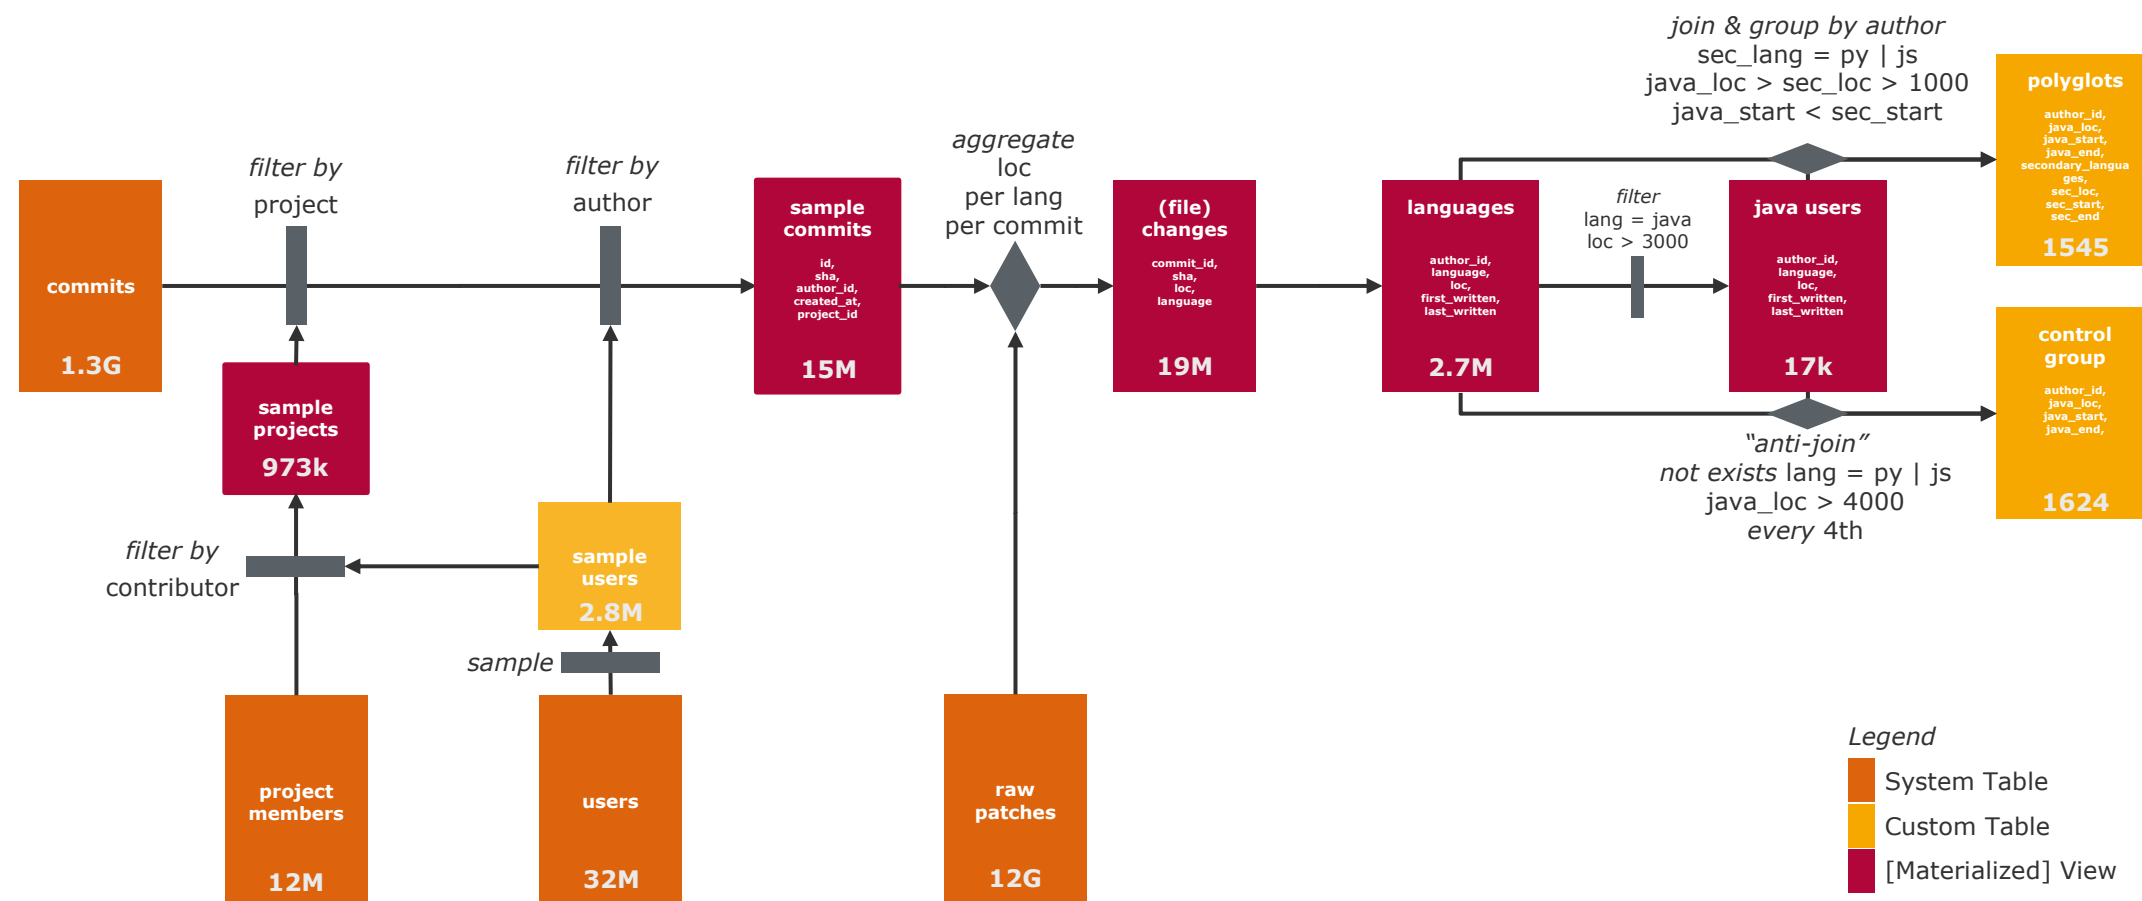 commits
1.3G
filter by
project
sample
projects
973k
filter by
contributor
project
members
12M
filter by
author
sample
users
2.8M
sample
users
32M
sample
commits
id,
sha,
author_id,
created_at,
project_id
15M
aggregate
loc
per lang
per commit
raw
patches
12G
(file)
changes
commit_id,
sha,
loc,
language
19M
languages
author_id,
language,
loc,
first_written,
last_written
2.7M
filter
lang = java
loc > 3000
java users
author_id,
language,
loc,
first_written,
last_written
17k
join & group by author
sec_lang = py | js
java_loc > sec_loc > 1000
java_start < sec_start
polyglots
author_id,
java_loc,
java_start,
java_end,
secondary_langua
ges,
sec_loc,
sec_start,
sec_end
1545
“anti-join”
not exists lang = py | js
java_loc > 4000
every 4th
control
group
author_id,
java_loc,
java_start,
java_end,
1624
Legend
System Table
Custom Table
[Materialized] View